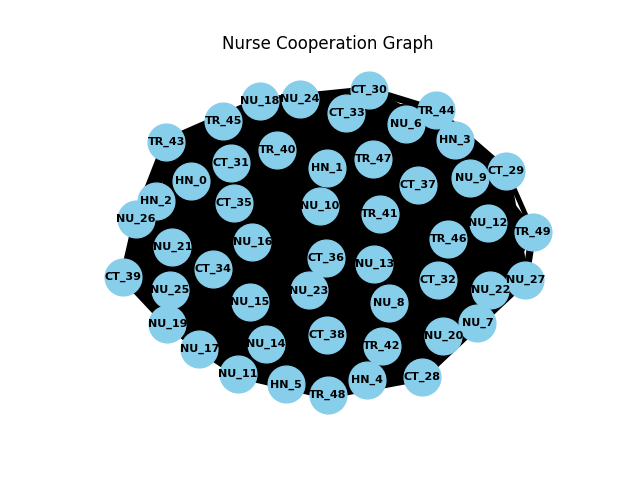 Nurse Cooperation Graph
CT_30
NU_18
NU_24
TR_44
CT_33
TR_45
NU_6
HN_3
TR_43
TR_40
TR_47
CT_31
HN_1
CT_29
NU_9
HN_0
CT_37
HN_2
CT_35
NU_10
TR_41
NU_26
NU_12
TR_49
TR_46
NU_16
NU_21
CT_36
NU_13
CT_34
CT_39
CT_32
NU_27
NU_25
NU_23
NU_22
NU_15
NU_8
NU_19
NU_7
CT_38
NU_20
NU_14
TR_42
NU_17
NU_11
CT_28
HN_4
HN_5
TR_48